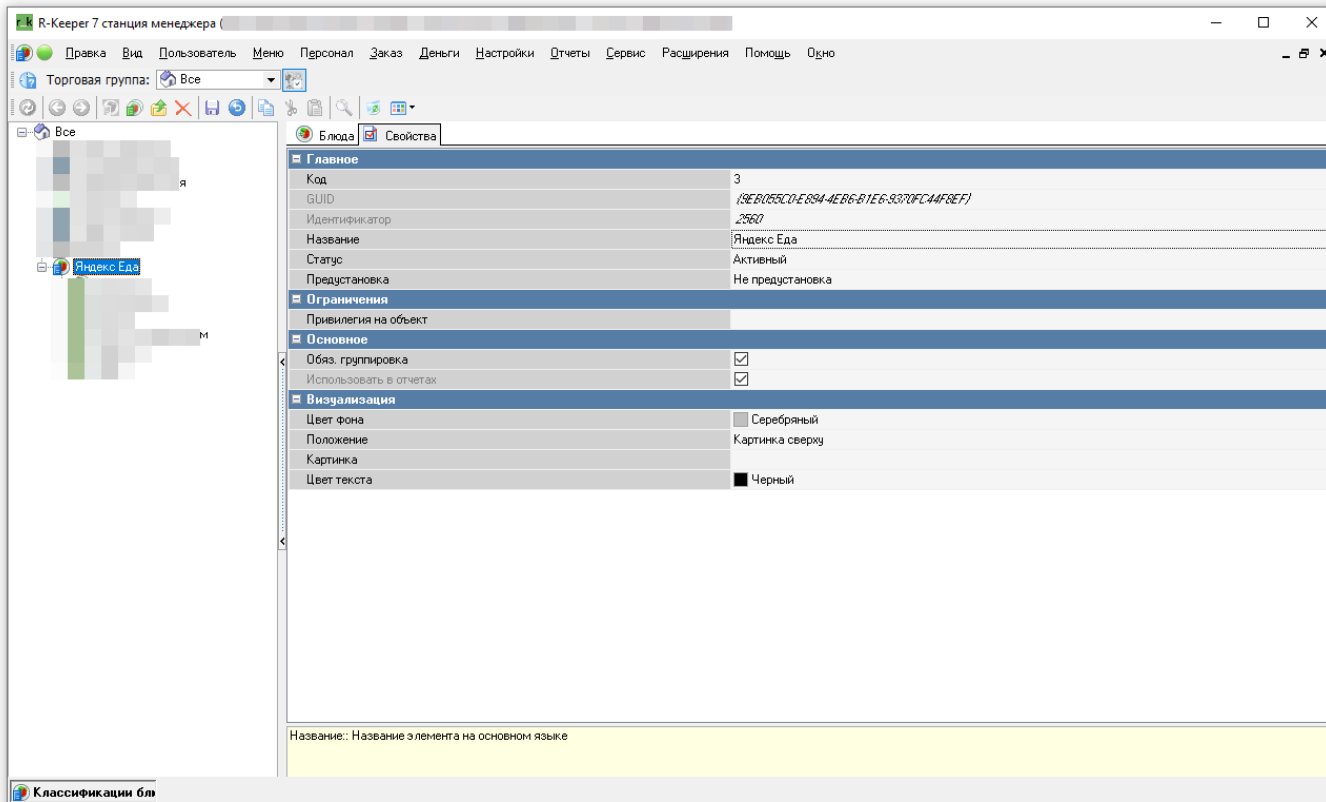 R-Keeper 7 станция менеджера (
Правка Вид Пользователь Меню Персонал Заказ Деньги Настройки Отчеты Сервис Расширения Помощь Окно
Торговая группа: Все
Все
я
Яндекс Еда
м
Блюда Свойства
Главное
Код 3
GUID {9EB055C0-E894-4EB6-B1E6-9370FC44F8EF}
Идентификатор 2560
Название Яндекс Еда
Статус Активный
Предустановка Не предустановка
Ограничения
Привилегия на объект
Основное
Обяз. группировка
Использовать в отчетах
Визуализация
Цвет фона Серебряный
Положение Картинка сверху
Картинка
Цвет текста Черный
Название:: Название элемента на основном языке
Классификации блю